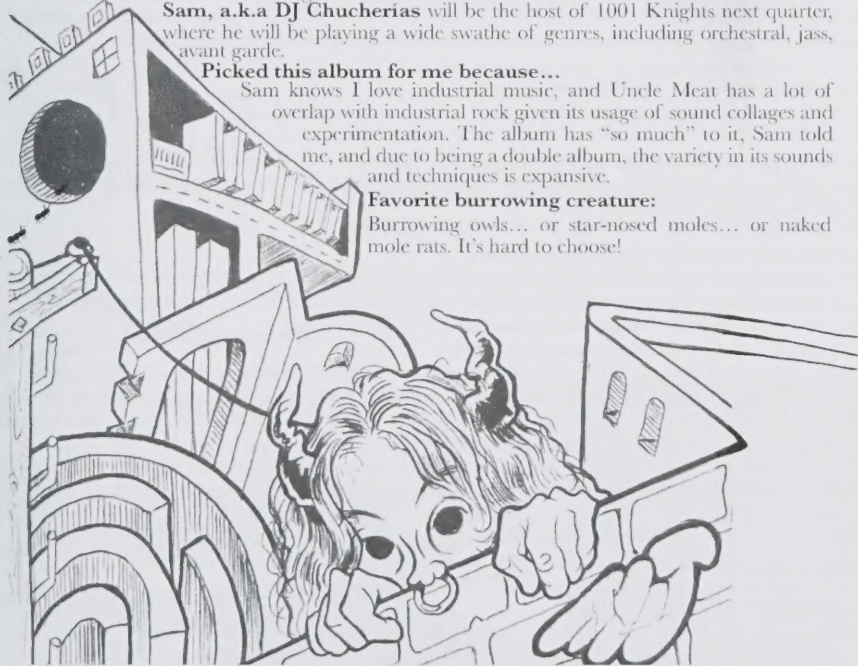 Sam, a.k.a DJ Chucherías will be the host of 1001 Knights next quarter,
where he will be playing a wide swathe of genres, including orchestral, jass,
avant garde.
Picked this album for me because...
Sam knows I love industrial music, and Uncle Meat has a lot of
overlap with industrial rock given its usage of sound collages and
experimentation. The album has “so much” to it, Sam told
me, and due to being a double album, the variety in its sounds
and techniques is expansive.
Favorite burrowing creature:
Burrowing owls... or star-nosed moles... or naked
mole rats. It's hard to choose!